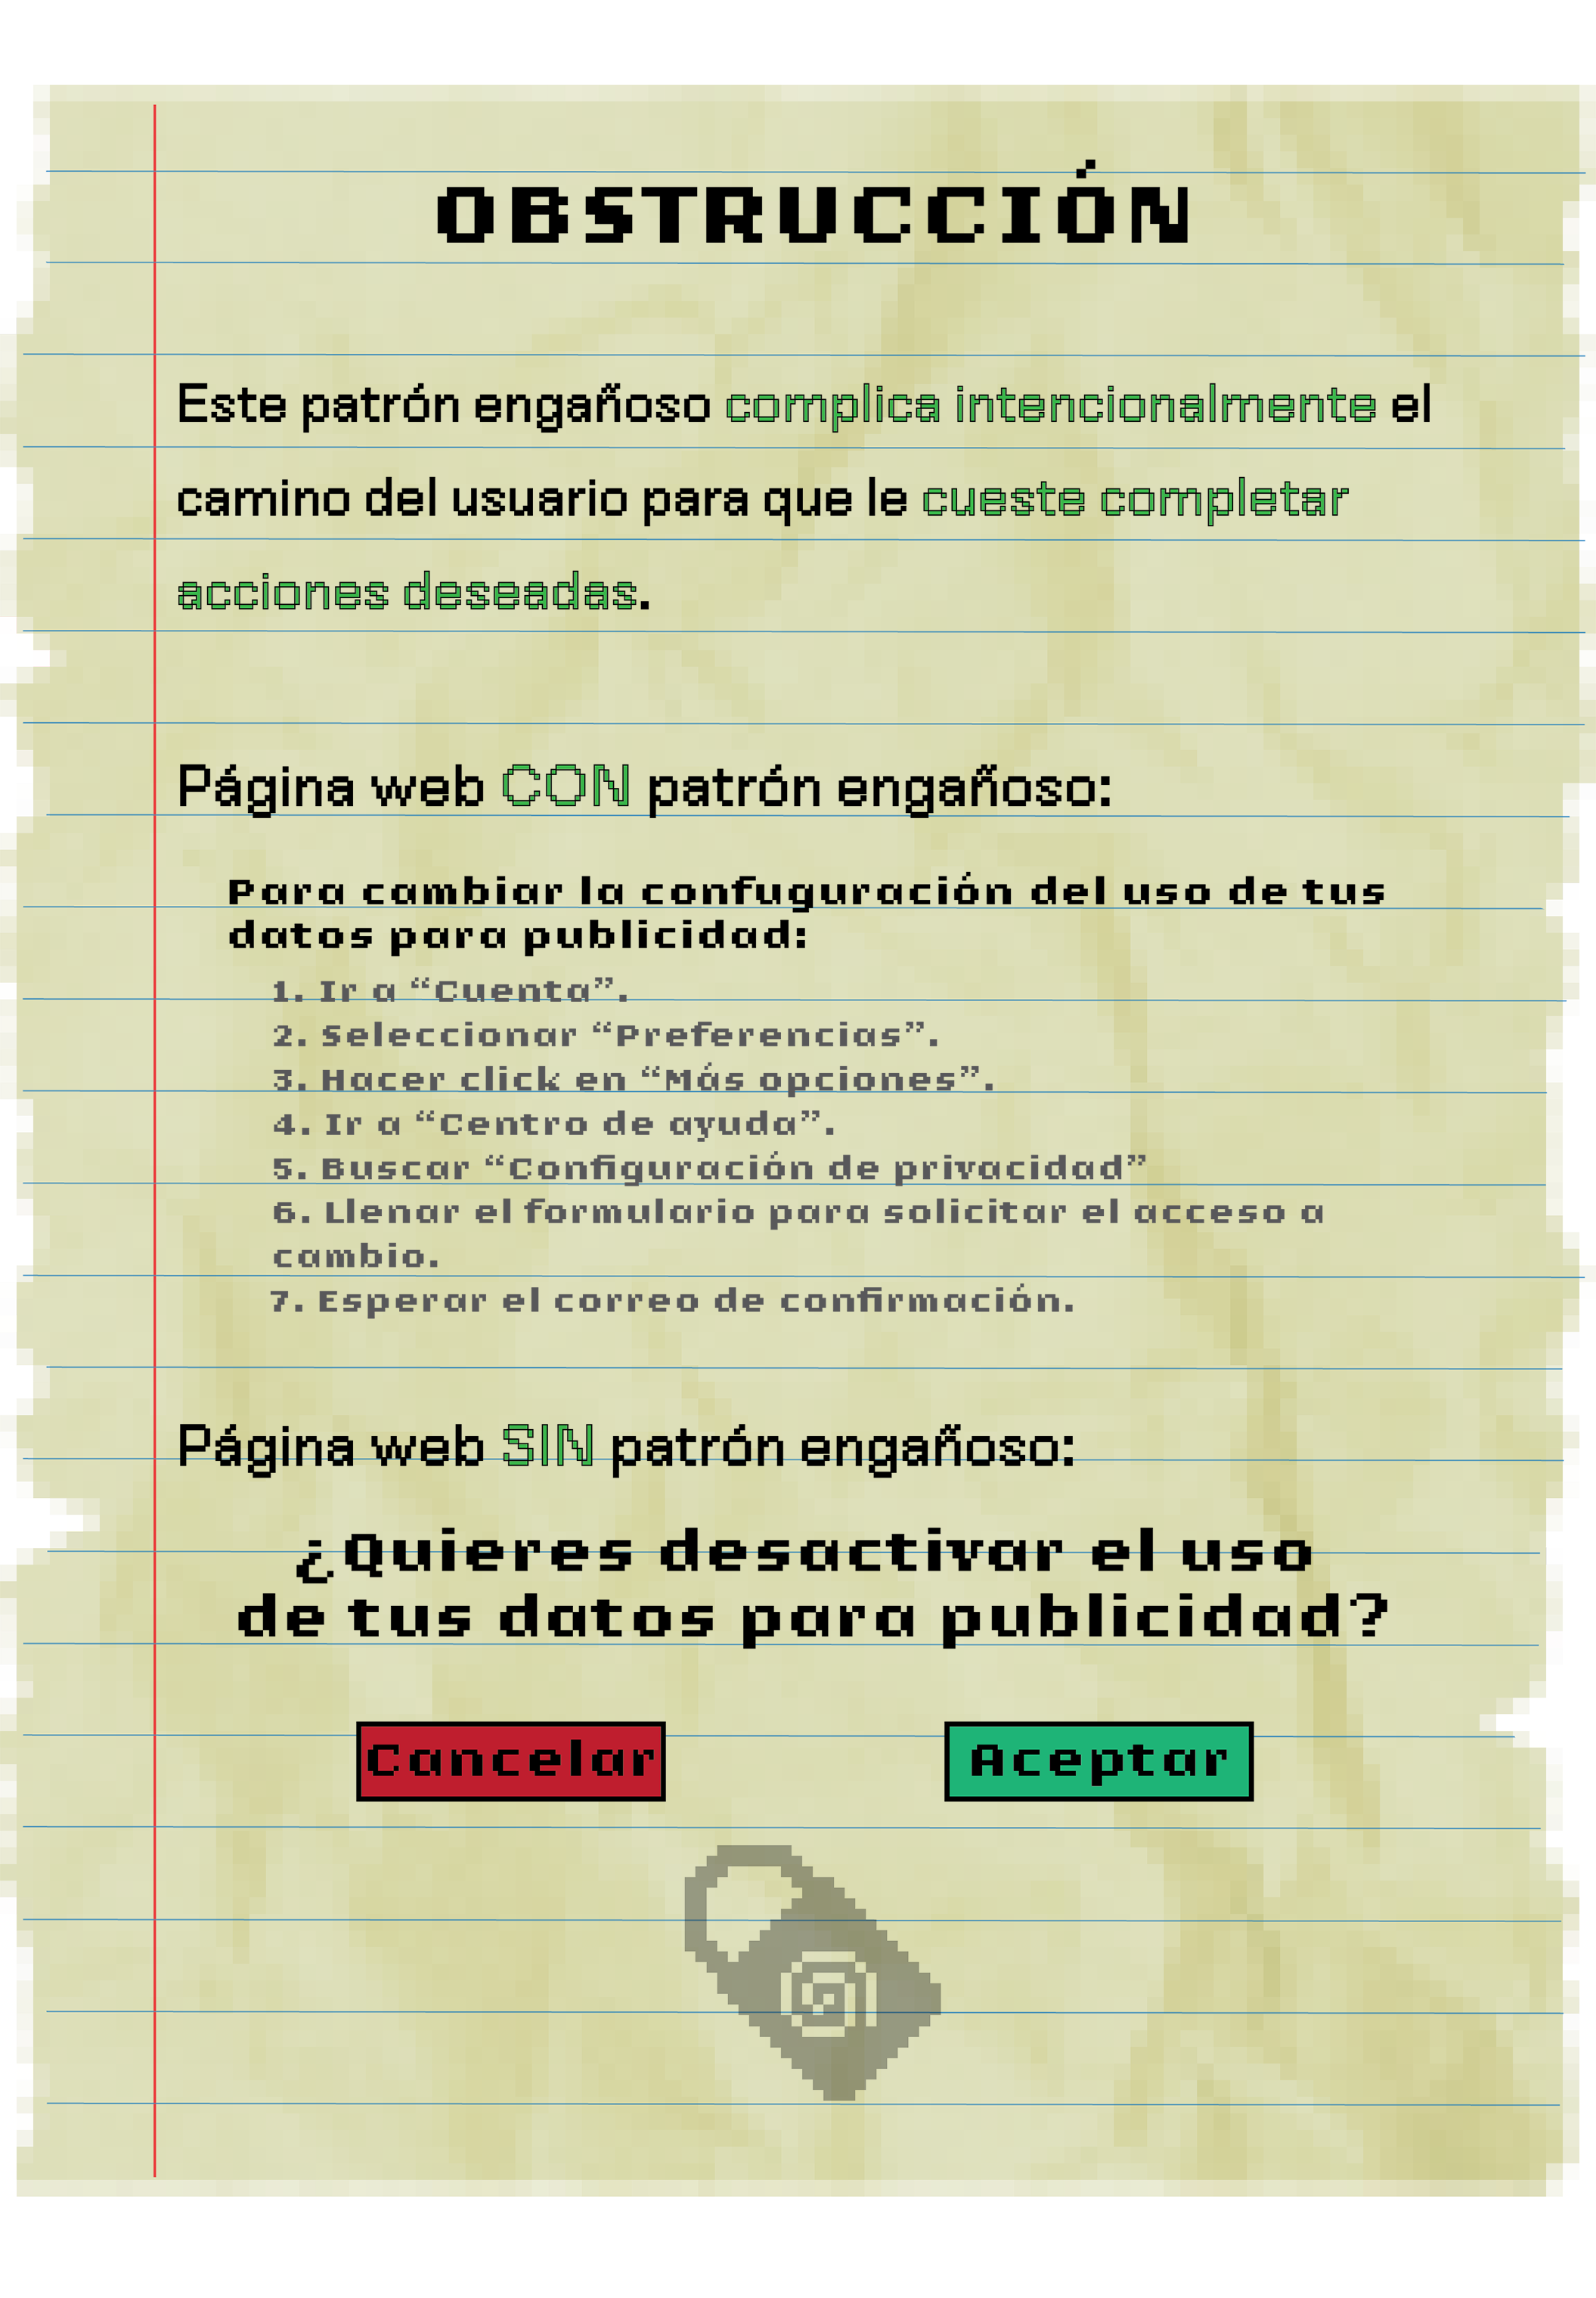 OBSTRUCCIÓN
Este patrón engañoso complica intencionalmente el
camino del usuario para que le cueste completar
acciones deseadas.
Página web CON patrón engañoso:
Para cambiar la confuguración del uso de tus
datos para publicidad:
1. Ir a “Cuenta”.
2. Seleccionar “Preferencias”.
3. Hacer click en “Más opciones”.
4. Ir a “Centro de ayuda”.
5. Buscar “Configuración de privacidad”
6. Llenar el formulario para solicitar el acceso a
cambio.
7. Esperar el correo de confirmación.
Página web SIN patrón engañoso:
¿Quieres desactivar el uso
de tus datos para publicidad?
Cancelar Aceptar